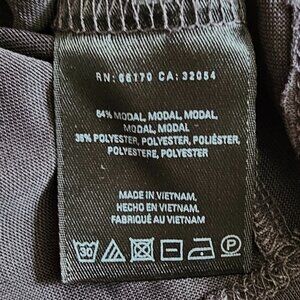 RN: 66170 CA: 32054
64% MODAL, MODAL, MODAL,
MODAL, MODAL
36% POLYESTER, POLYESTER, POLIÉSTER,
POLYESTERE, POLYESTER
MADE IN VIETNAM,
HECHO EN VIETNAM,
FABRIQUÉ AU VIETNAM
30 P